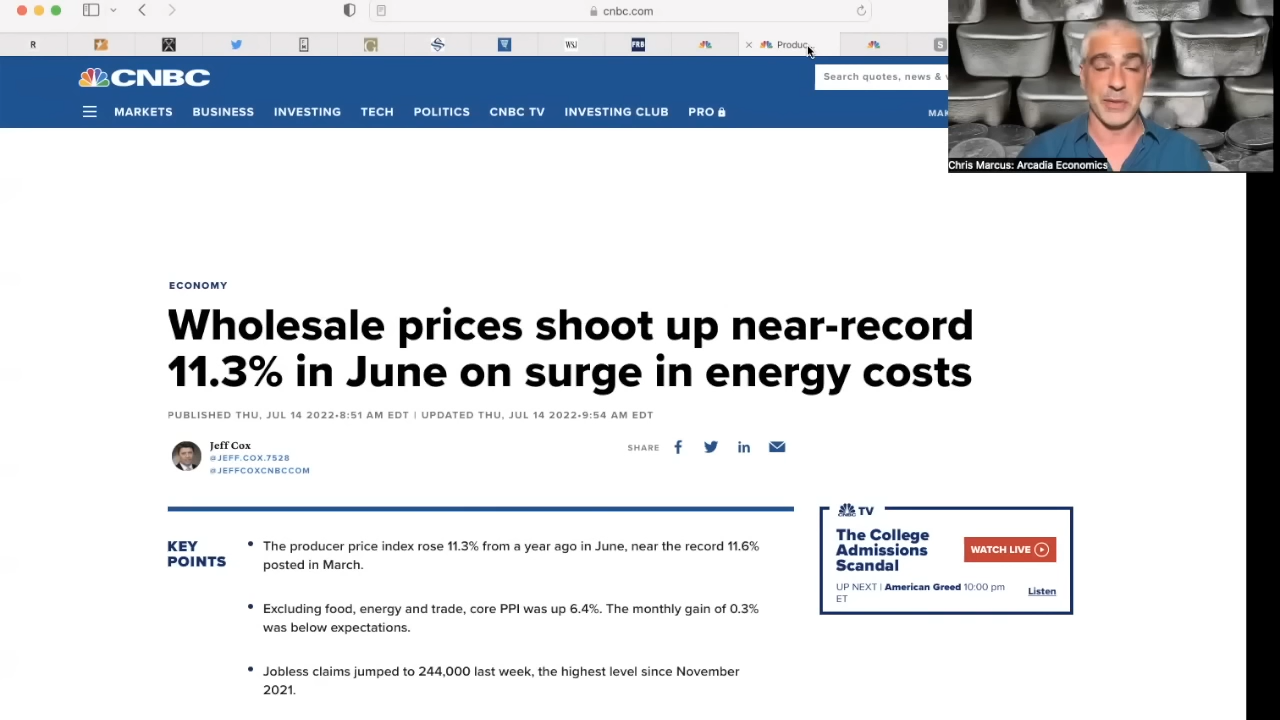 cnbc.com
R
WSJ
FRB
Produc
S
CNBC
Search quotes, news &
MARKETS BUSINESS INVESTING TECH POLITICS CNBC TV INVESTING CLUB PRO
MAK
Chris Marcus: Arcadia Economics
ECONOMY
Wholesale prices shoot up near-record
11.3% in June on surge in energy costs
PUBLISHED THU, JUL 14 2022•8:51 AM EDT | UPDATED THU, JUL 14 2022•9:54 AM EDT
Jeff Cox
@JEFF.COX.7528
@JEFFCOXCNBCCOM
SHARE
KEY
POINTS
The producer price index rose 11.3% from a year ago in June, near the record 11.6%
posted in March.
Excluding food, energy and trade, core PPI was up 6.4%. The monthly gain of 0.3%
was below expectations.
Jobless claims jumped to 244,000 last week, the highest level since November
2021.
CNBC TV
The College
Admissions
Scandal
WATCH LIVE
UP NEXT | American Greed 10:00 pm
ET
Listen